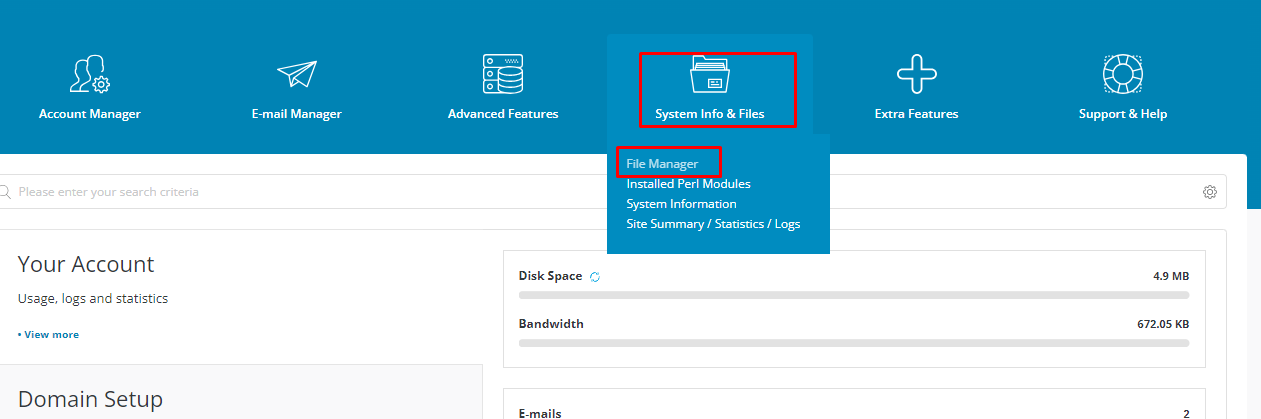 Account Manager
E-mail Manager
Advanced Features
System Info & Files
Extra Features
Support & Help
File Manager
Installed Perl Modules
System Information
Site Summary / Statistics / Logs
Please enter your search criteria
Your Account
Usage, logs and statistics
• View more
Domain Setup
Disk Space 4.9 MB
Bandwidth 672.05 KB
E-mails 2